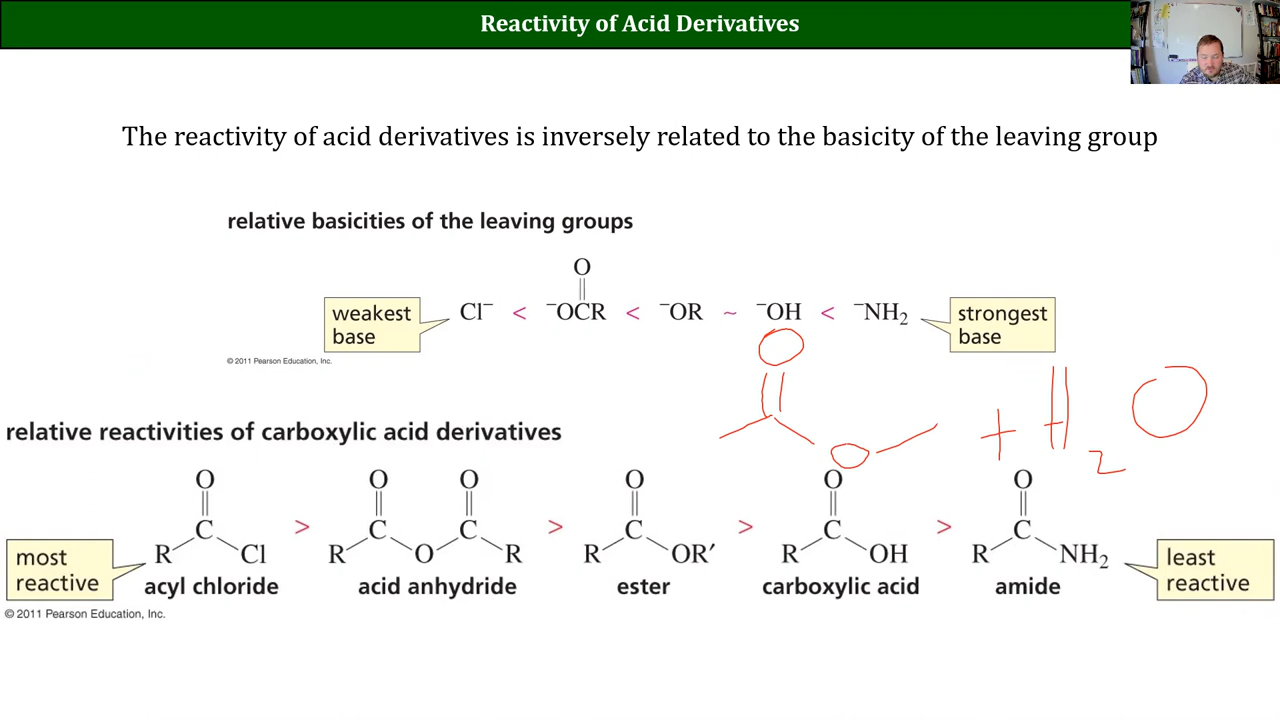 Reactivity of Acid Derivatives
The reactivity of acid derivatives is inversely related to the basicity of the leaving group
relative basicities of the leaving groups
O
weakest base
Cl⁻ < ⁻OCR < ⁻OR ~ ⁻OH < ⁻NH₂
strongest base
© 2011 Pearson Education, Inc.
O
O
+ H₂O
relative reactivities of carboxylic acid derivatives
O O O O O O
C > C C > C > C > C
R Cl R O R R OR′ R OH R NH₂
most reactive
least reactive
acyl chloride acid anhydride ester carboxylic acid amide
© 2011 Pearson Education, Inc.